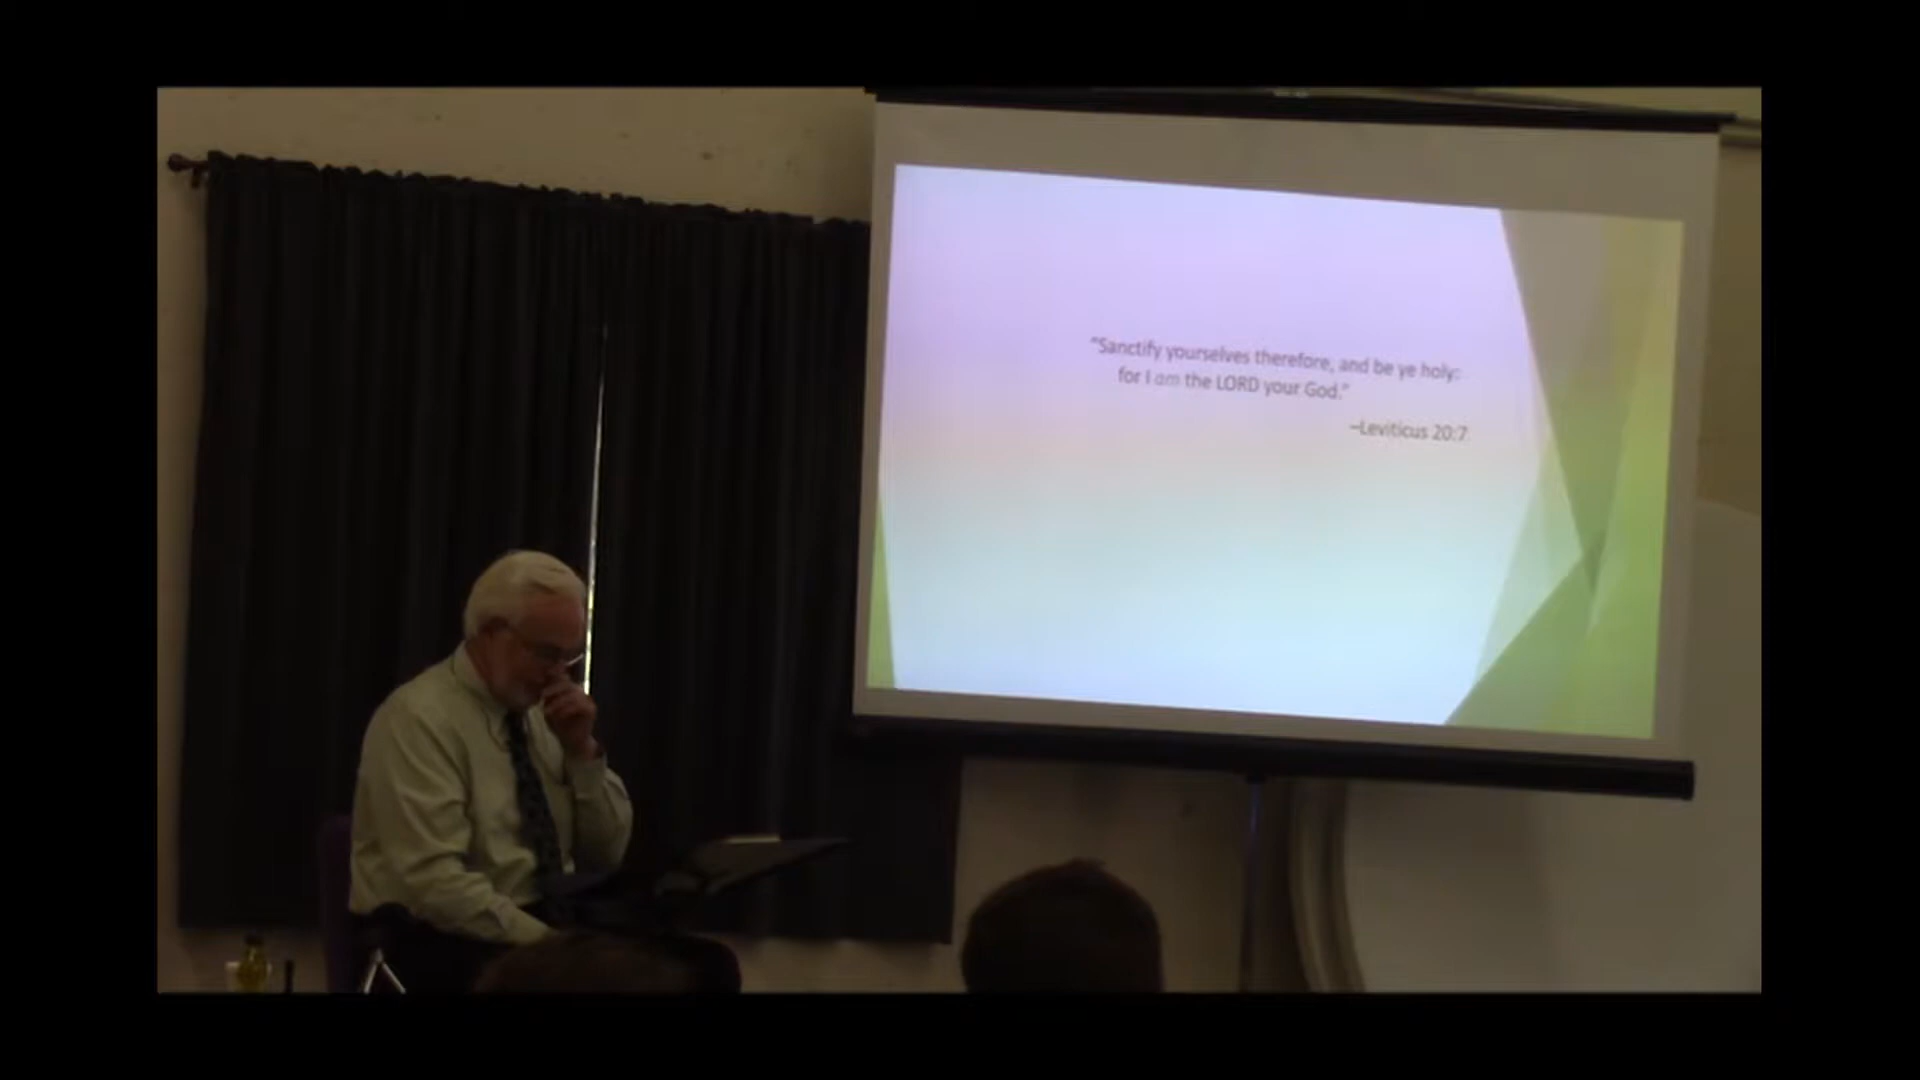 "Sanctify yourselves therefore, and be ye holy:
for I am the LORD your God."
–Leviticus 20:7